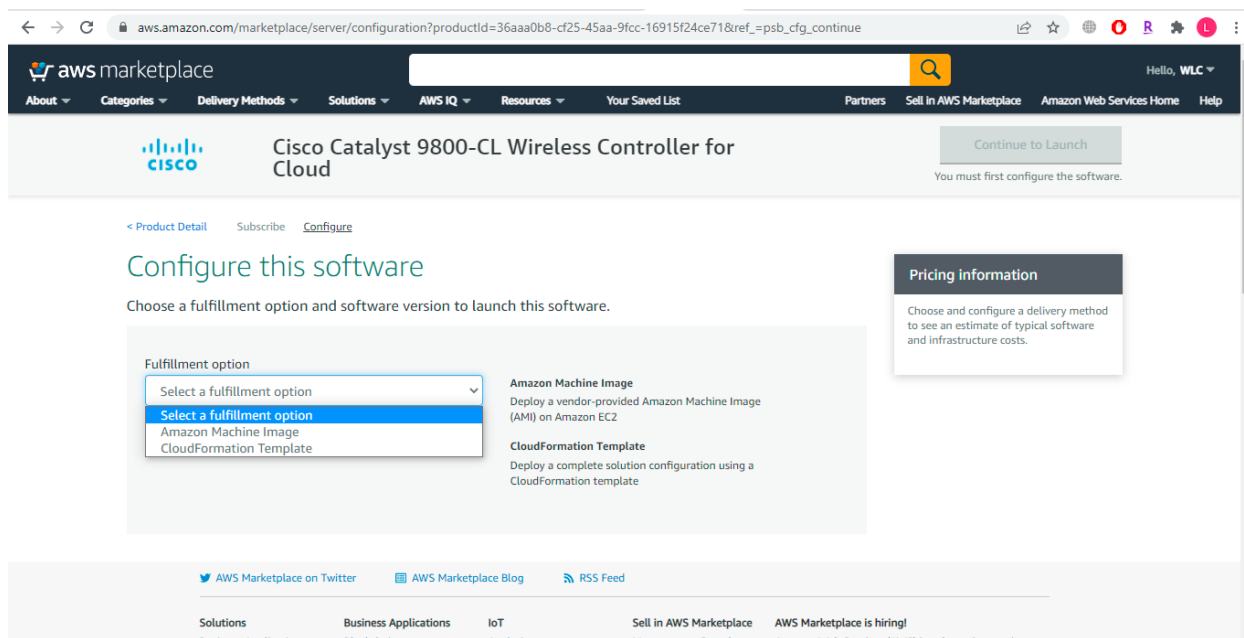 aws.amazon.com/marketplace/server/configuration?productId=36aaa0b8-cf25-45aa-9fcc-16915f24ce71&ref_=psb_cfg_continue
L
aws marketplace
Hello, WLC
About Categories Delivery Methods Solutions AWS IQ Resources Your Saved List Partners Sell in AWS Marketplace Amazon Web Services Home Help
CISCO
Cisco Catalyst 9800-CL Wireless Controller for
Cloud
Continue to Launch
You must first configure the software.
< Product Detail Subscribe Configure
Configure this software
Choose a fulfillment option and software version to launch this software.
Fulfillment option
Select a fulfillment option
Select a fulfillment option
Amazon Machine Image
CloudFormation Template
Amazon Machine Image
Deploy a vendor-provided Amazon Machine Image
(AMI) on Amazon EC2
CloudFormation Template
Deploy a complete solution configuration using a
CloudFormation template
Pricing information
Choose and configure a delivery method
to see an estimate of typical software
and infrastructure costs.
AWS Marketplace on Twitter AWS Marketplace Blog RSS Feed
Solutions Business Applications IoT Sell in AWS Marketplace AWS Marketplace is hiring!